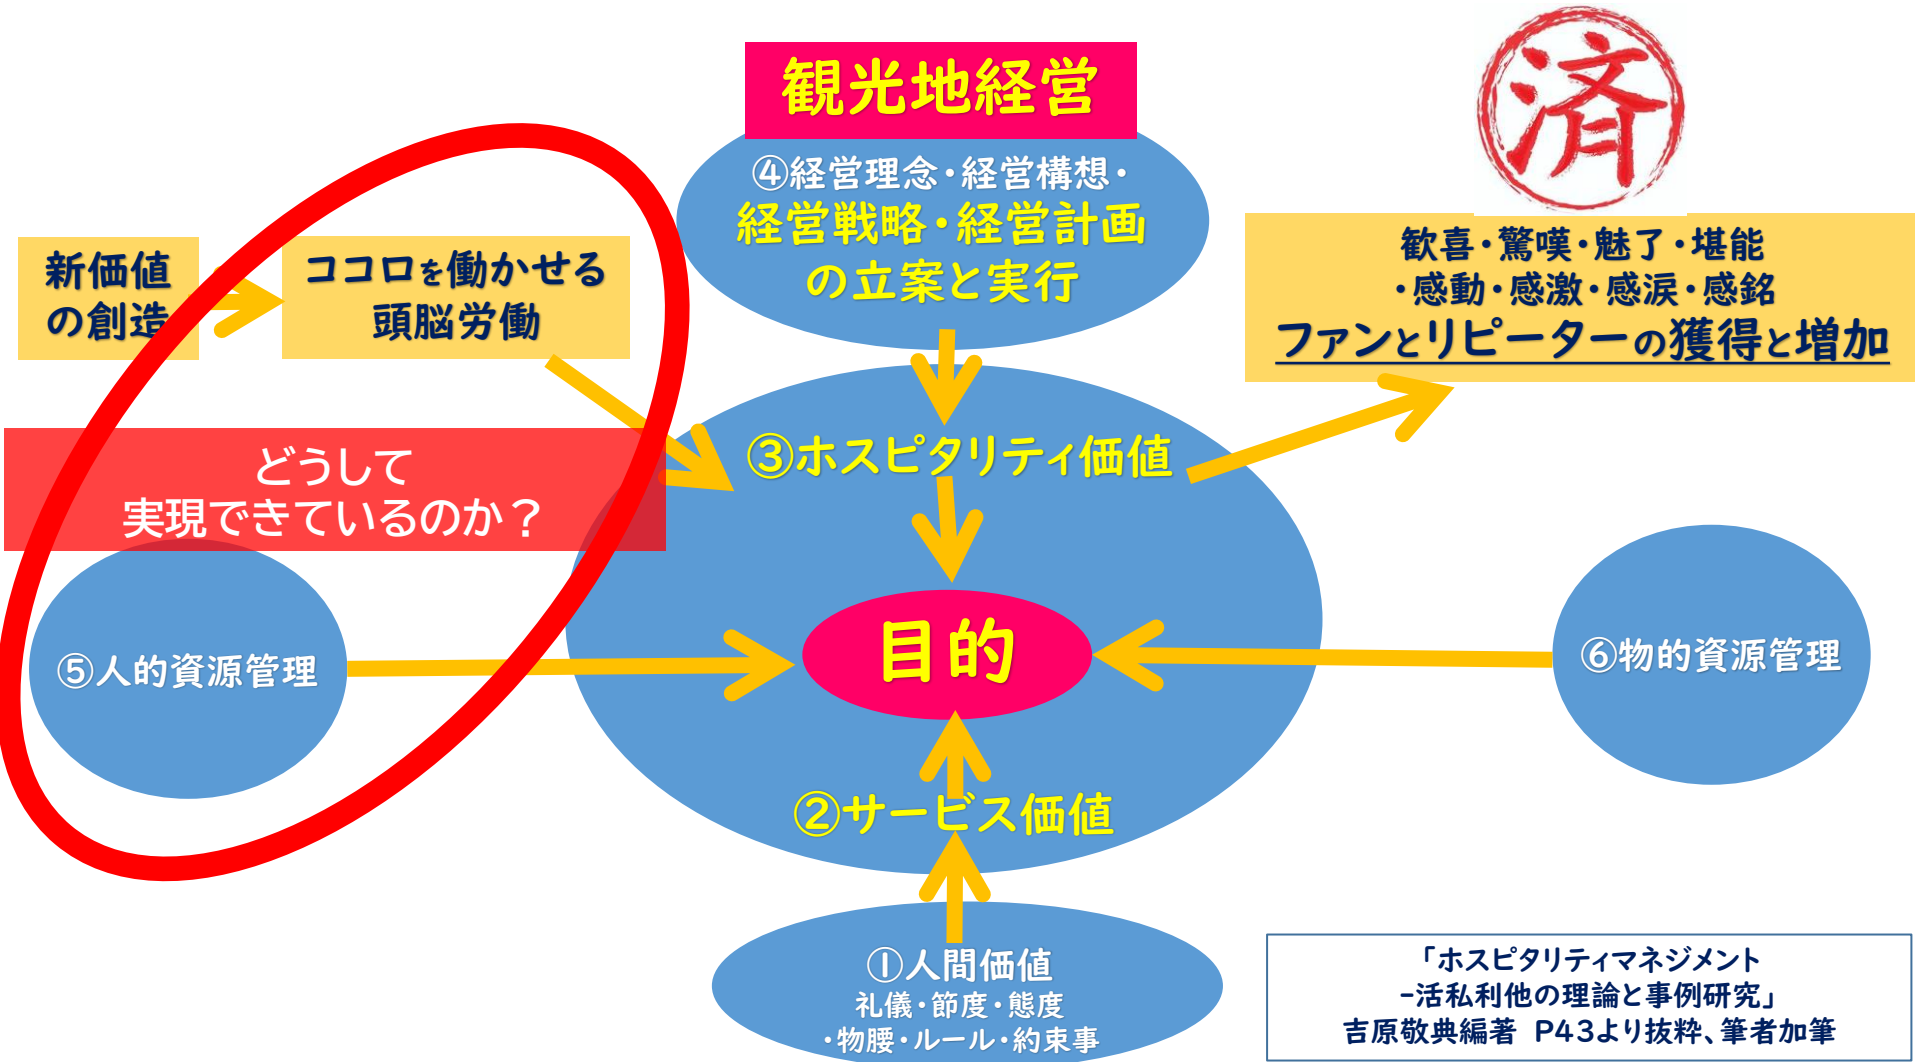 観光地経営
済
④経営理念・経営構想・
経営戦略・経営計画
の立案と実行
新価値
の創造
ココロを働かせる
頭脳労働
歓喜・驚嘆・魅了・堪能
・感動・感激・感涙・感銘
ファンとリピーターの獲得と増加
どうして
実現できているのか？
③ホスピタリティ価値
目的
⑤人的資源管理
⑥物的資源管理
②サービス価値
①人間価値
礼儀・節度・態度
・物腰・ルール・約束事
「ホスピタリティマネジメント
-活私利他の理論と事例研究」
吉原敬典編著 P43より抜粋、筆者加筆